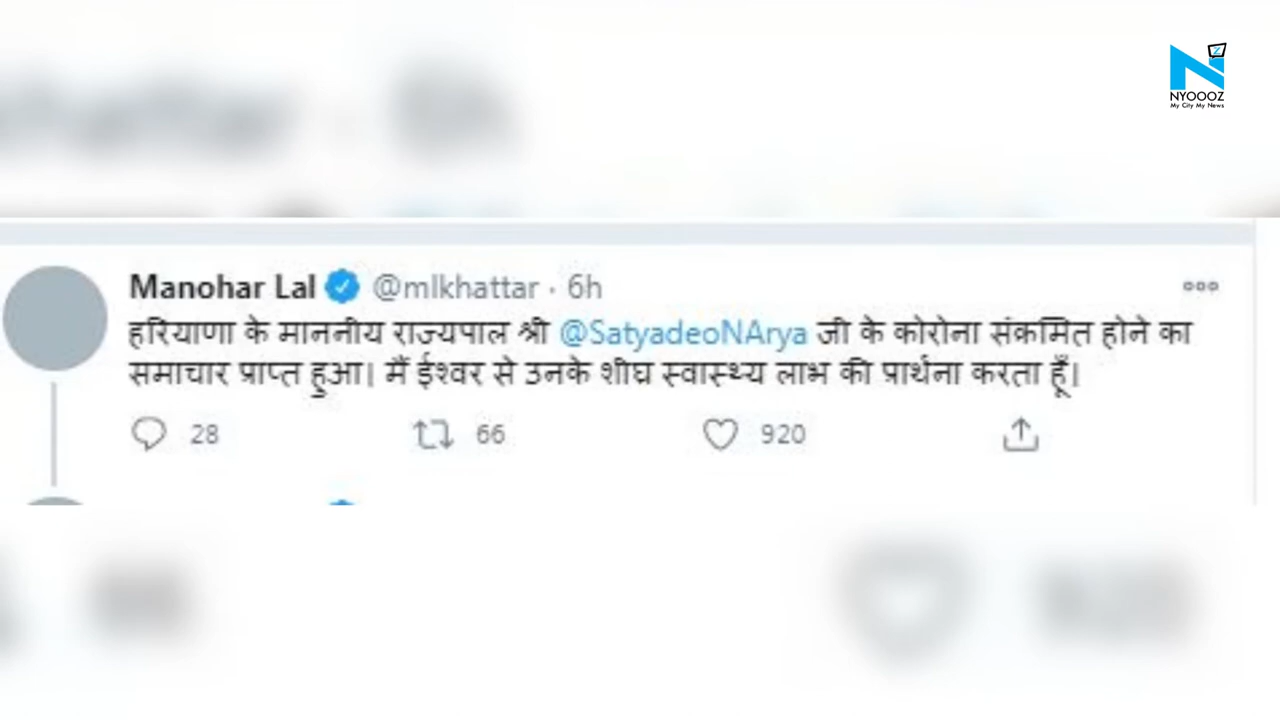 NYOOOZ
My City My News
Manohar Lal @mlkhattar · 6h
हरियाणा के माननीय राज्यपाल श्री @SatyadeoNArya जी के कोरोना संक्रमित होने का
समाचार प्राप्त हुआ। मैं ईश्वर से उनके शीघ्र स्वास्थ्य लाभ की प्रार्थना करता हूँ।
28 66 920